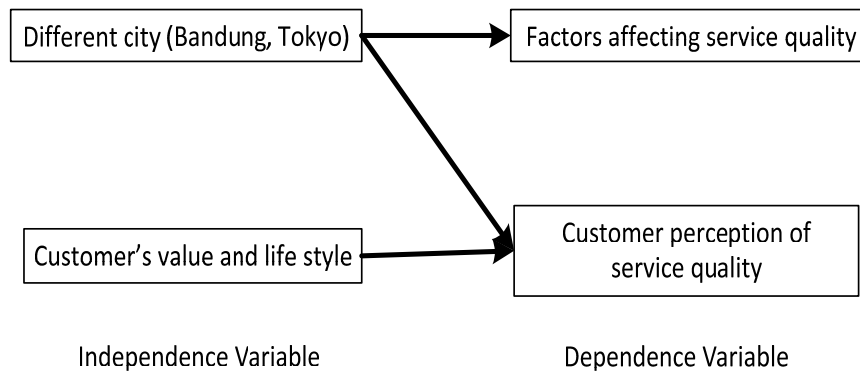 Different city (Bandung, Tokyo)
Factors affecting service quality
Customer's value and life style
Customer perception of
service quality
Independence Variable
Dependence Variable